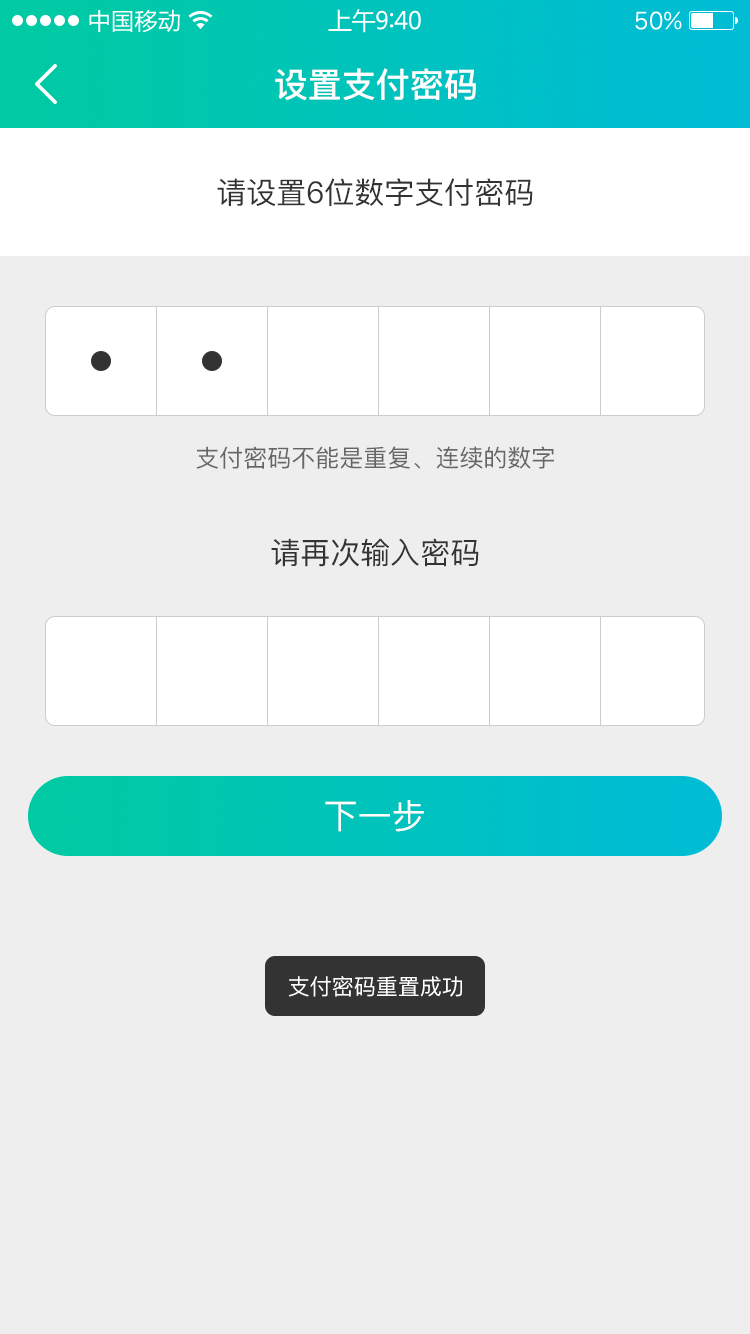 中国移动 上午9:40 50%
设置支付密码
请设置6位数字支付密码
支付密码不能是重复、连续的数字
请再次输入密码
下一步
支付密码重置成功